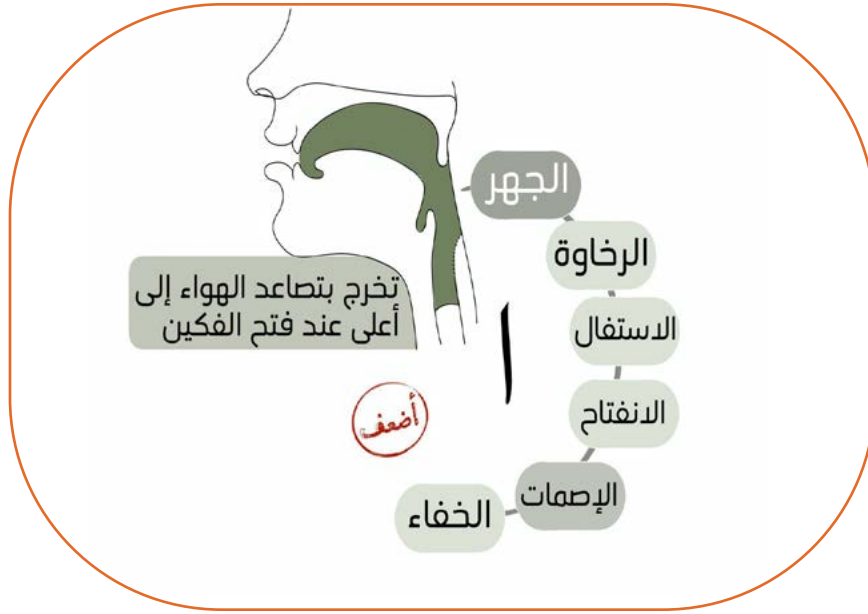 الجهر
الرخاوة
تخرج بتصاعد الهواء إلى
أعلى عند فتح الفكين
الاستفال
ا
الانفتاح
أضعف
الإصمات
الخفاء